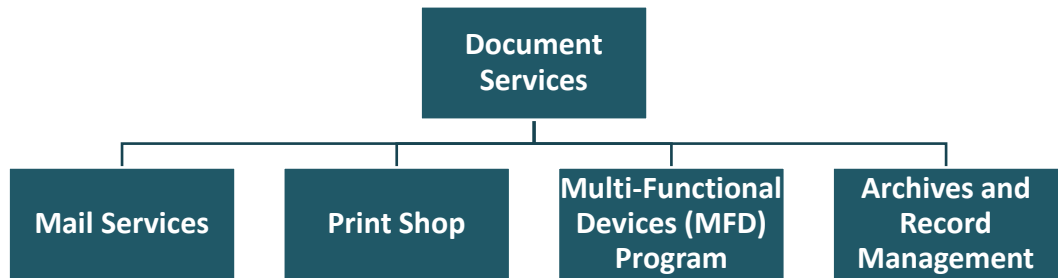 Document
Services
Mail Services
Print Shop
Multi-Functional
Devices (MFD)
Program
Archives and
Record
Management